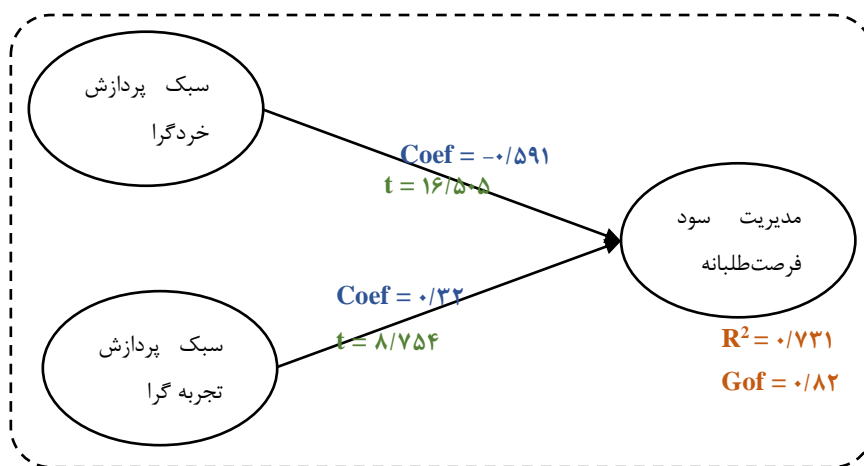 سبک پردازش
خردگرا
Coef = -۰/۵۹۱
t = ۱۶/۵۰۵
مدیریت سود
فرصت‌طلبانه
Coef = ۰/۳۲
t = ۸/۷۵۴
سبک پردازش
تجربه گرا
R² = ۰/۷۳۱
Gof = ۰/۸۲